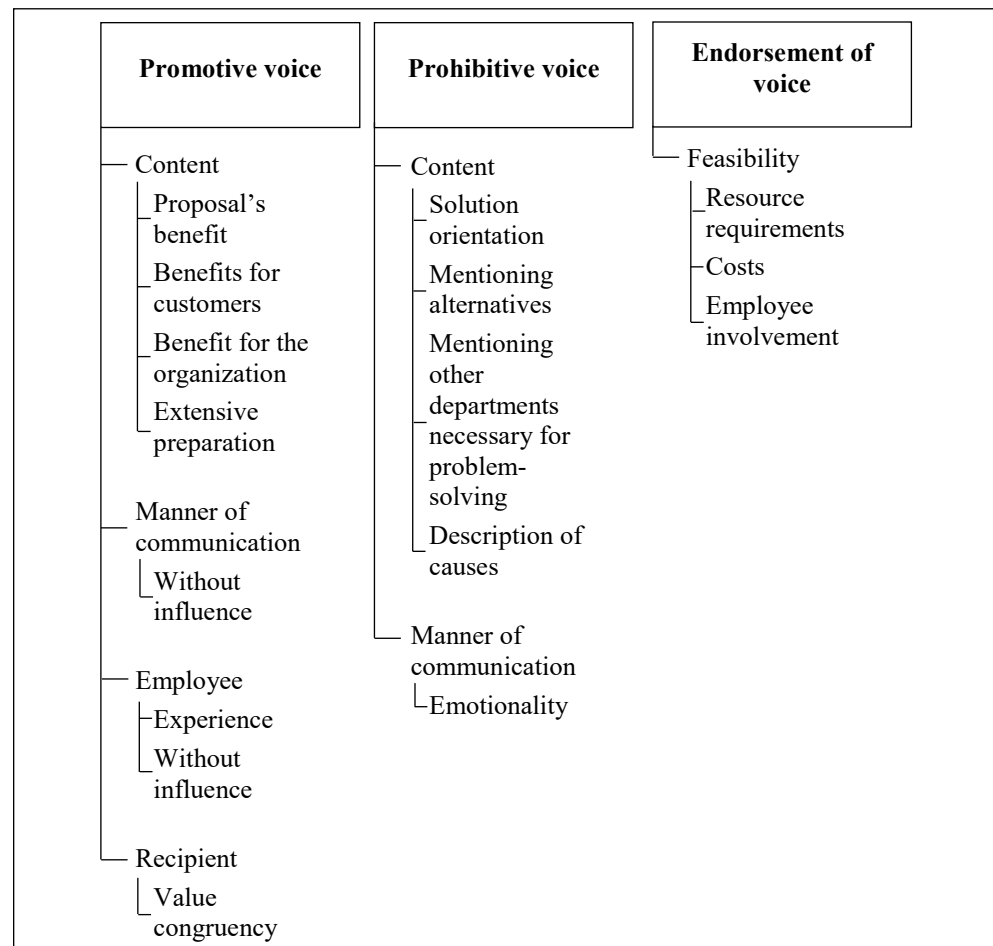 Promotive voice
Content
Proposal’s
benefit
Benefits for
customers
Benefit for the
organization
Extensive
preparation
Manner of
communication
Without
influence
Employee
Experience
Without
influence
Recipient
Value
congruency
Prohibitive voice
Content
Solution
orientation
Mentioning
alternatives
Mentioning
other
departments
necessary for
problem-
solving
Description of
causes
Manner of
communication
Emotionality
Endorsement of
voice
Feasibility
Resource
requirements
Costs
Employee
involvement